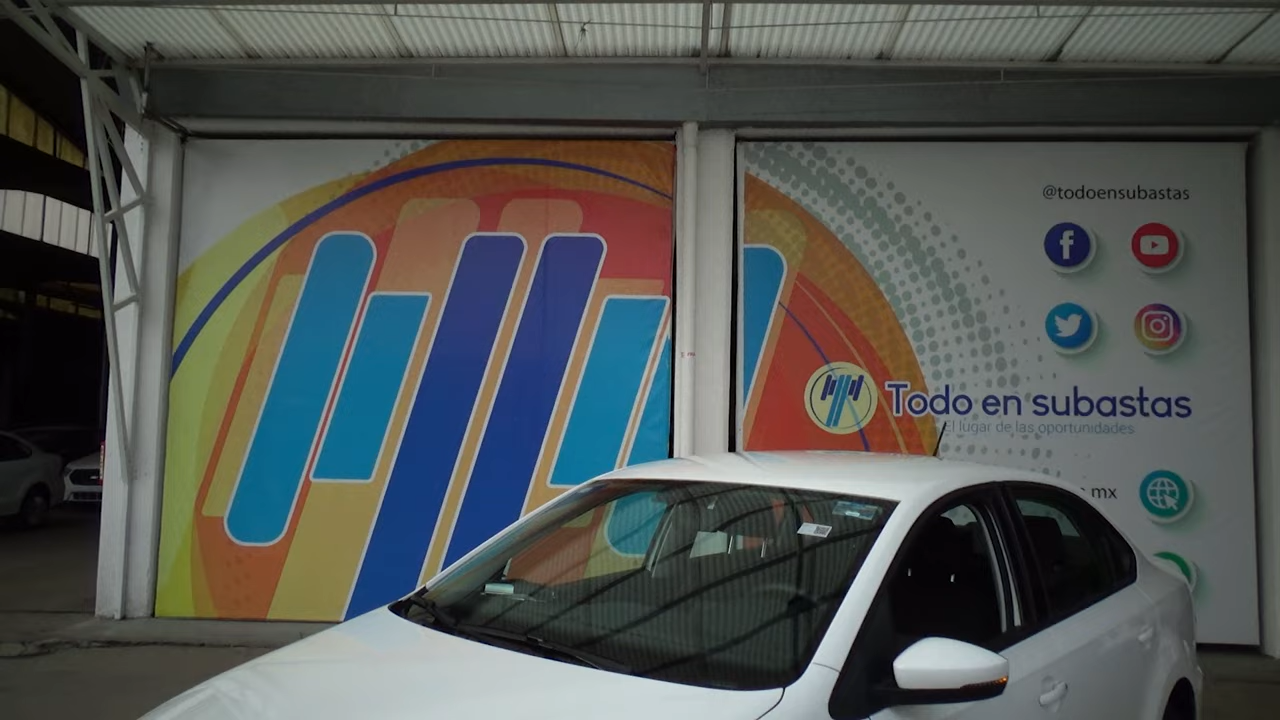 @todoensubastas
Todo en subastas
El lugar de las oportunidades
mx